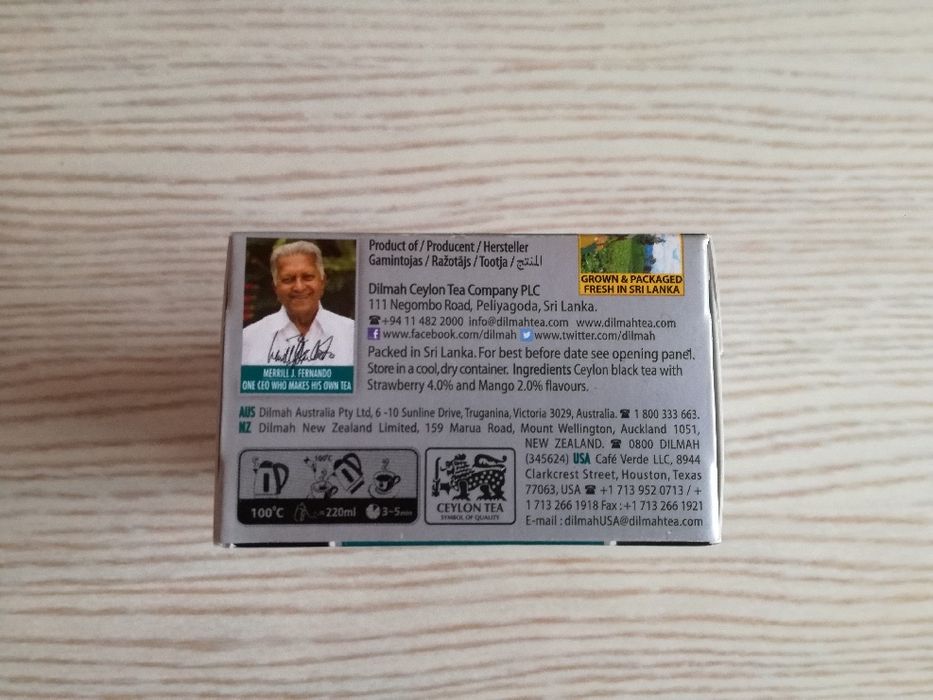 Product of / Producent / Hersteller
Gamintojas / Ražotājs / Tootja / المنتج
GROWN & PACKAGED
FRESH IN SRI LANKA
Dilmah Ceylon Tea Company PLC
111 Negombo Road, Peliyagoda, Sri Lanka.
☎+94 11 482 2000 info@dilmahtea.com www.dilmahtea.com
f www.facebook.com/dilmah www.twitter.com/dilmah
Packed in Sri Lanka. For best before date see opening panel.
Store in a cool, dry container. Ingredients Ceylon black tea with
Strawberry 4.0% and Mango 2.0% flavours.
MERRILL J. FERNANDO
ONE CEO WHO MAKES HIS OWN TEA
AUS Dilmah Australia Pty Ltd, 6 -10 Sunline Drive, Truganina, Victoria 3029, Australia. ☎ 1 800 333 663.
NZ Dilmah New Zealand Limited, 159 Marua Road, Mount Wellington, Auckland 1051,
NEW ZEALAND. ☎ 0800 DILMAH
(345624) USA Café Verde LLC, 8944
Clarkcrest Street, Houston, Texas
77063, USA ☎ +1 713 952 0713 / +
1 713 266 1918 Fax : +1 713 266 1921
E-mail : dilmahUSA@dilmahtea.com
+ 100°C
100°C 220ml 3-5min
CEYLON TEA
SYMBOL OF QUALITY